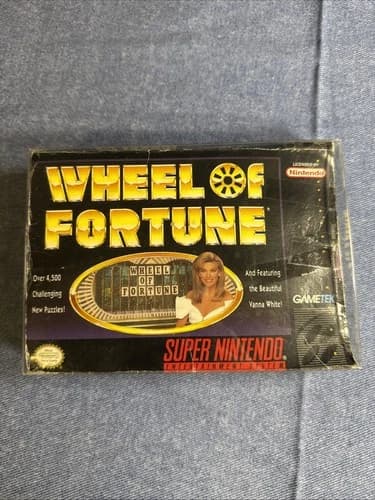 LICENSED BY
Nintendo
WHEEL OF
FORTUNE
Over 4,500
Challenging
New Puzzles!
WHEEL
OF
FORTUNE
And Featuring
the Beautiful
Vanna White!
GAMETEK
SUPER NINTENDO
ENTERTAINMENT SYSTEM